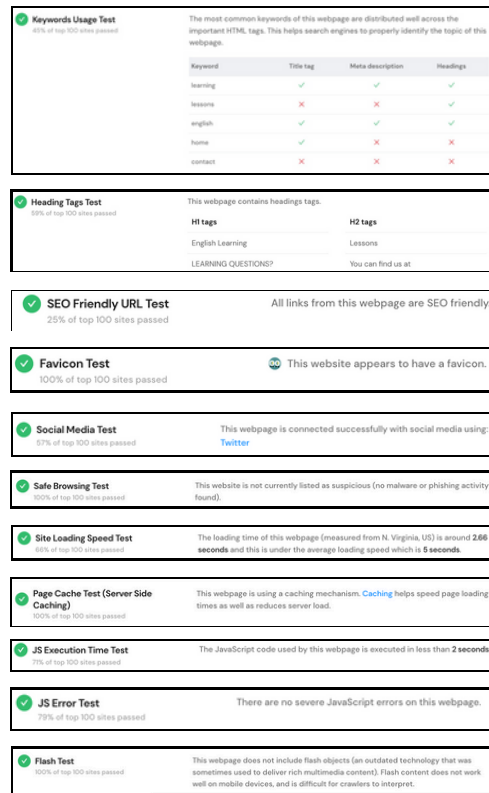 Keywords Usage Test
45% of top 100 sites passed
The most common keywords of this webpage are distributed well across the
important HTML tags. This helps search engines to properly identify the topic of this
webpage.
Keyword Title tag Meta description Headings
learning
lessons
english
home
contact
Heading Tags Test
59% of top 100 sites passed
This webpage contains headings tags.
H1 tags H2 tags
English Learning Lessons
LEARNING QUESTIONS? You can find us at
SEO Friendly URL Test
25% of top 100 sites passed
All links from this webpage are SEO friendly
Favicon Test
100% of top 100 sites passed
This website appears to have a favicon.
Social Media Test
57% of top 100 sites passed
This webpage is connected successfully with social media using:
Twitter
Safe Browsing Test
100% of top 100 sites passed
This website is not currently listed as suspicious (no malware or phishing activity
found).
Site Loading Speed Test
68% of top 100 sites passed
The loading time of this webpage (measured from N. Virginia, US) is around 2.66
seconds and this is under the average loading speed which is 5 seconds.
Page Cache Test (Server Side
Caching)
100% of top 100 sites passed
This webpage is using a caching mechanism. Caching helps speed page loading
times as well as reduces server load.
JS Execution Time Test
71% of top 100 sites passed
The JavaScript code used by this webpage is executed in less than 2 seconds
JS Error Test
79% of top 100 sites passed
There are no severe JavaScript errors on this webpage.
Flash Test
100% of top 100 sites passed
This webpage does not include flash objects (an outdated technology that was
sometimes used to deliver rich multimedia content). Flash content does not work
well on mobile devices, and is difficult for crawlers to interpret.